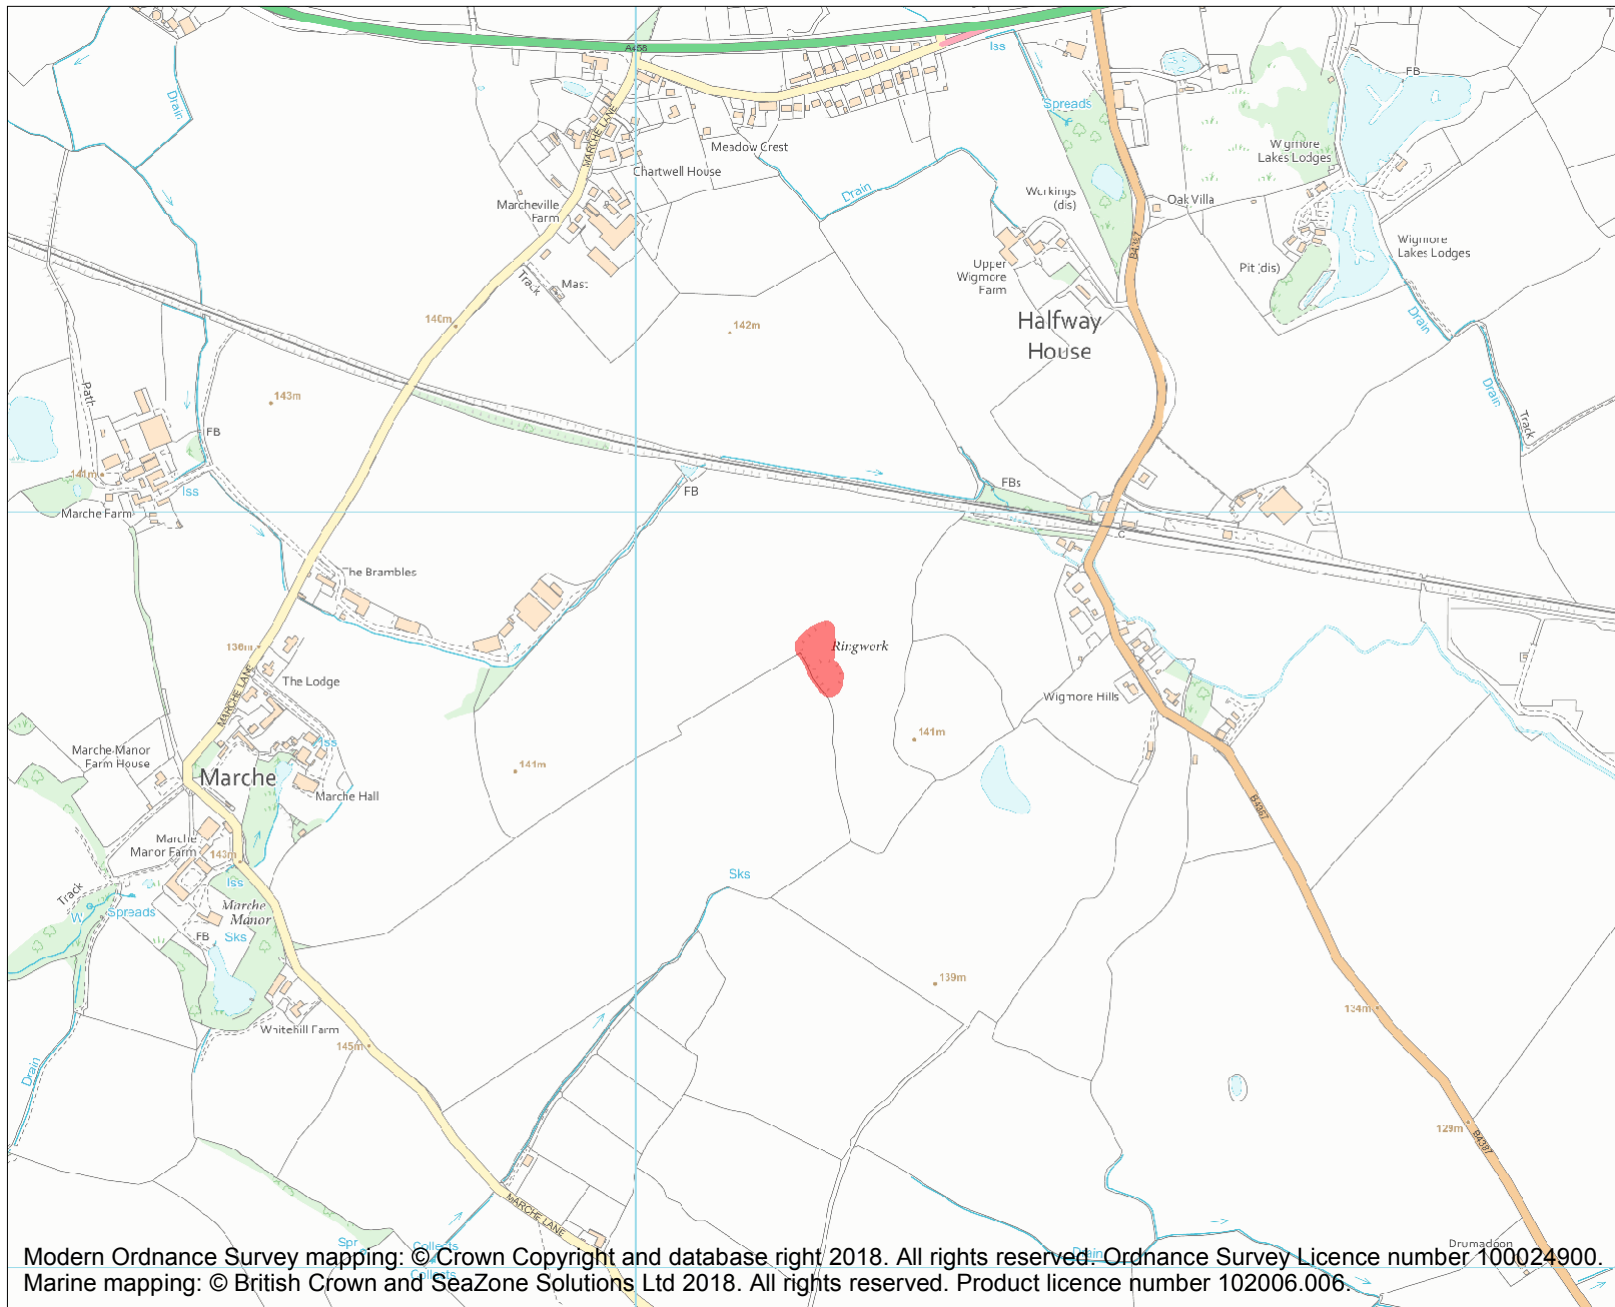 A458
Iss
FB
Drain
Spreads
MARCHE LANE
Meadow Crest
Wigmore
Lakes Lodges
Chartwell House
Drain
Workings
(dis)
Oak Villa
Marcheville
Farm
B4387
Wigmore
Lakes Lodges
Upper
Wigmore
Farm
Pit (dis)
Track
Mast
140m
142m
Halfway
House
Drain
Path
143m
Drain
Track
FB
141m
Iss
FB
FBs
Marche Farm
The Brambles
136m
Ringwork
The Lodge
MARCHE LANE
Wigmore Hills
Iss
141m
Marche Manor
Farm House
141m
Marche
Marche Hall
B4387
Marche
Manor Farm
143m
Sks
Iss
Track
W
Spreads
Marche
Manor
FB
Sks
139m
134m
Whitehill Farm
145m
Drain
129m
B4387
MARCHE LANE
Spr
Collects
Drumadoon
Drain
Collects
Modern Ordnance Survey mapping: © Crown Copyright and database right 2018. All rights reserved. Ordnance Survey Licence number 100024900.
Marine mapping: © British Crown and SeaZone Solutions Ltd 2018. All rights reserved. Product licence number 102006.006.